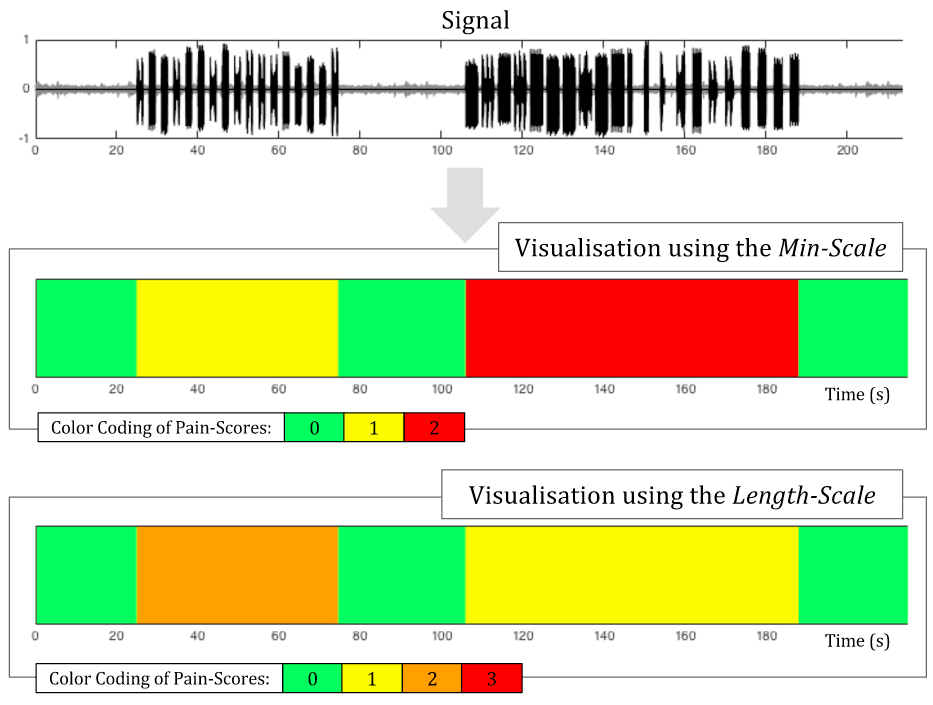 Signal
1
0
-1
0 20 40 60 80 100 120 140 160 180 200
Visualisation using the Min-Scale
0 20 40 60 80 100 120 140 160 180
Time (s)
Color Coding of Pain-Scores: 0 1 2
Visualisation using the Length-Scale
0 20 40 60 80 100 120 140 160 180
Time (s)
Color Coding of Pain-Scores: 0 1 2 3